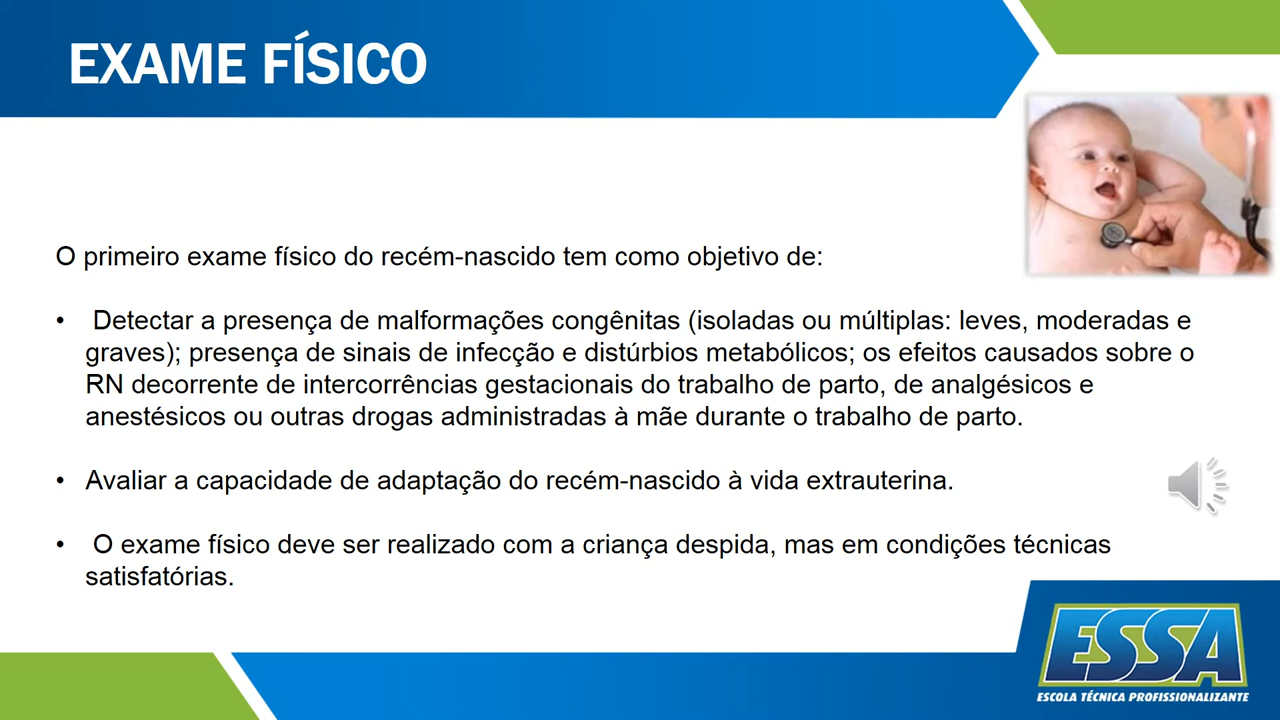 EXAME FÍSICO
O primeiro exame físico do recém-nascido tem como objetivo de:
• Detectar a presença de malformações congênitas (isoladas ou múltiplas: leves, moderadas e
graves); presença de sinais de infecção e distúrbios metabólicos; os efeitos causados sobre o
RN decorrente de intercorrências gestacionais do trabalho de parto, de analgésicos e
anestésicos ou outras drogas administradas à mãe durante o trabalho de parto.
• Avaliar a capacidade de adaptação do recém-nascido à vida extrauterina.
• O exame físico deve ser realizado com a criança despida, mas em condições técnicas
satisfatórias.
ESSA
ESCOLA TÉCNICA PROFISSIONALIZANTE